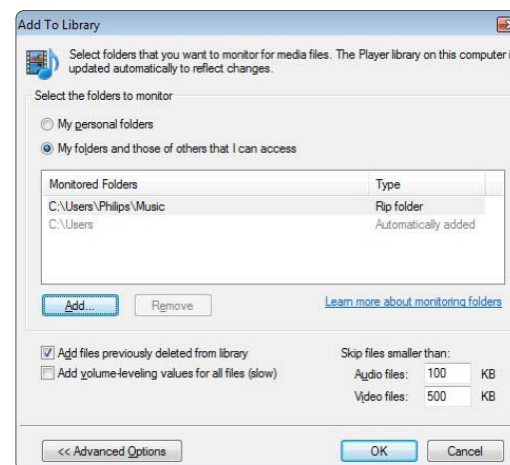 Add To Library
Select folders that you want to monitor for media files. The Player library on this computer
updated automatically to reflect changes.
Select the folders to monitor
My personal folders
My folders and those of others that I can access
Monitored Folders Type
C:\Users\Philips\Music Rip folder
C:\Users Automatically added
Add... Remove Learn more about monitoring folders
Add files previously deleted from library Skip files smaller than:
Add volume-leveling values for all files (slow) Audio files: 100 KB
Video files: 500 KB
<< Advanced Options OK Cancel